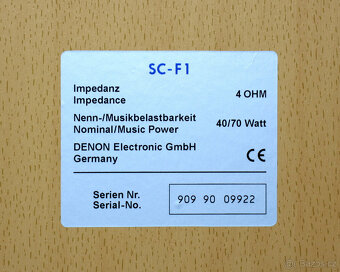 SC-F1
Impedanz
Impedance 4 OHM
Nenn-/Musikbelastbarkeit
Nominal/Music Power 40/70 Watt
DENON Electronic GmbH
Germany CE
Serien Nr.
Serial-No. 909 90 09922